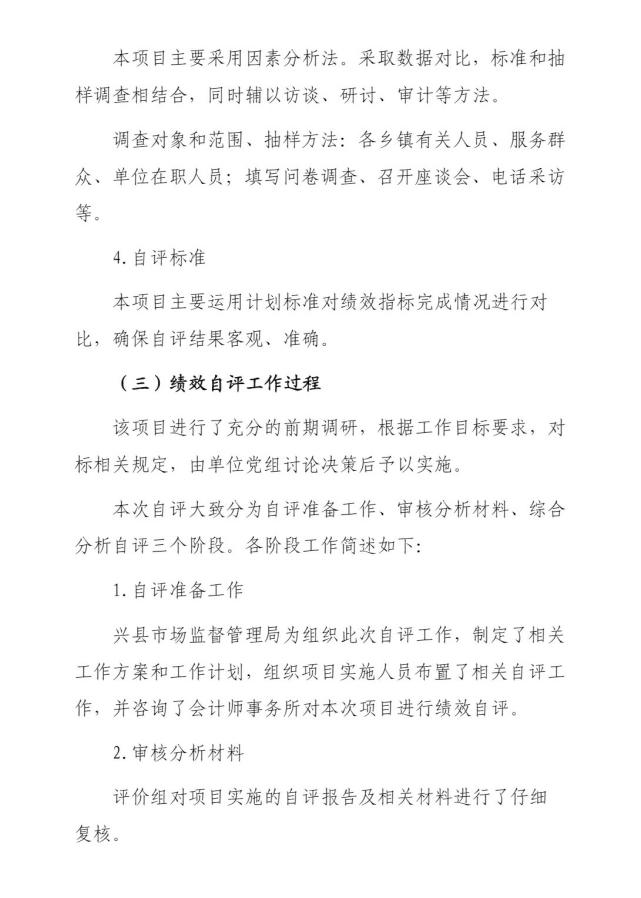 本项目主要采用因素分析法。采取数据对比，标准和抽
样调查相结合，同时辅以访谈、研讨、审计等方法。
调查对象和范围、抽样方法：各乡镇有关人员、服务群
众、单位在职人员；填写问卷调查、召开座谈会、电话采访
等。
4.自评标准
本项目主要运用计划标准对绩效指标完成情况进行对
比，确保自评结果客观、准确。
（三）绩效自评工作过程
该项目进行了充分的前期调研，根据工作目标要求，对
标相关规定，由单位党组讨论决策后予以实施。
本次自评大致分为自评准备工作、审核分析材料、综合
分析自评三个阶段。各阶段工作简述如下：
1.自评准备工作
兴县市场监督管理局为组织此次自评工作，制定了相关
工作方案和工作计划，组织项目实施人员布置了相关自评工
作，并咨询了会计师事务所对本次项目进行绩效自评。
2.审核分析材料
评价组对项目实施的自评报告及相关材料进行了仔细
复核。